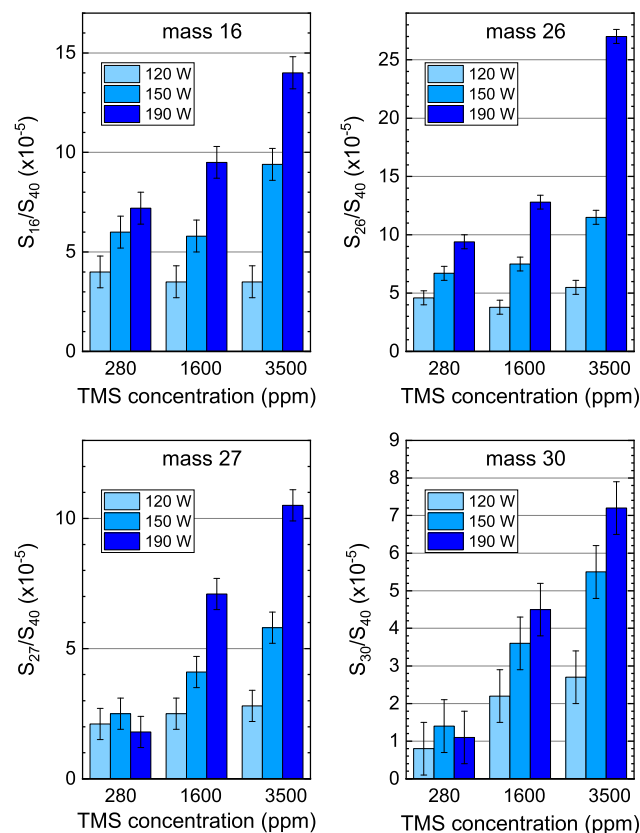 mass 16
120 W
150 W
190 W
S16/S40 (x10-5)
15
10
5
0
280 1600 3500
TMS concentration (ppm)
mass 26
120 W
150 W
190 W
S26/S40 (x10-5)
25
20
15
10
5
0
280 1600 3500
TMS concentration (ppm)
mass 27
120 W
150 W
190 W
S27/S40 (x10-5)
10
5
0
280 1600 3500
TMS concentration (ppm)
mass 30
120 W
150 W
190 W
S30/S40 (x10-5)
9
8
7
6
5
4
3
2
1
0
280 1600 3500
TMS concentration (ppm)